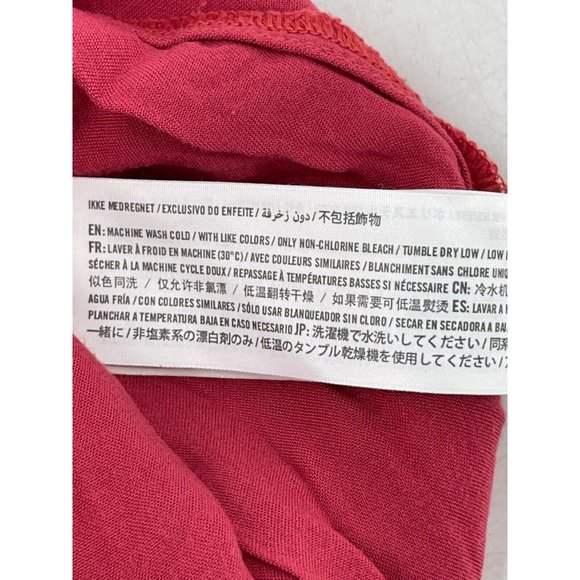 IKKE MEDREGNET / EXCLUSIVO DO ENFEITE / دون زخرفة / 不包括飾物
EN: MACHINE WASH COLD / WITH LIKE COLORS / ONLY NON-CHLORINE BLEACH / TUMBLE DRY LOW / LOW
FR: LAVER À FROID EN MACHINE (30°C) / AVEC COULEURS SIMILAIRES / BLANCHIMENT SANS CHLORE UNIQ
SÉCHER À LA MACHINE CYCLE DOUX / REPASSAGE À TEMPÉRATURES BASSES SI NÉCESSAIRE CN: 冷水机
似色同洗 / 仅允许非氯漂 / 低温翻转干燥 / 如果需要可低温熨烫 ES: LAVAR A
AGUA FRÍA / CON COLORES SIMILARES / SÓLO USAR BLANQUEADOR SIN CLORO / SECAR EN SECADORA A BA
PLANCHAR A TEMPERATURA BAJA EN CASO NECESARIO JP: 洗濯機で水洗いしてください / 同系
一緒に / 非塩素系の漂白剤のみ / 低温のタンブル乾燥機を使用してください /